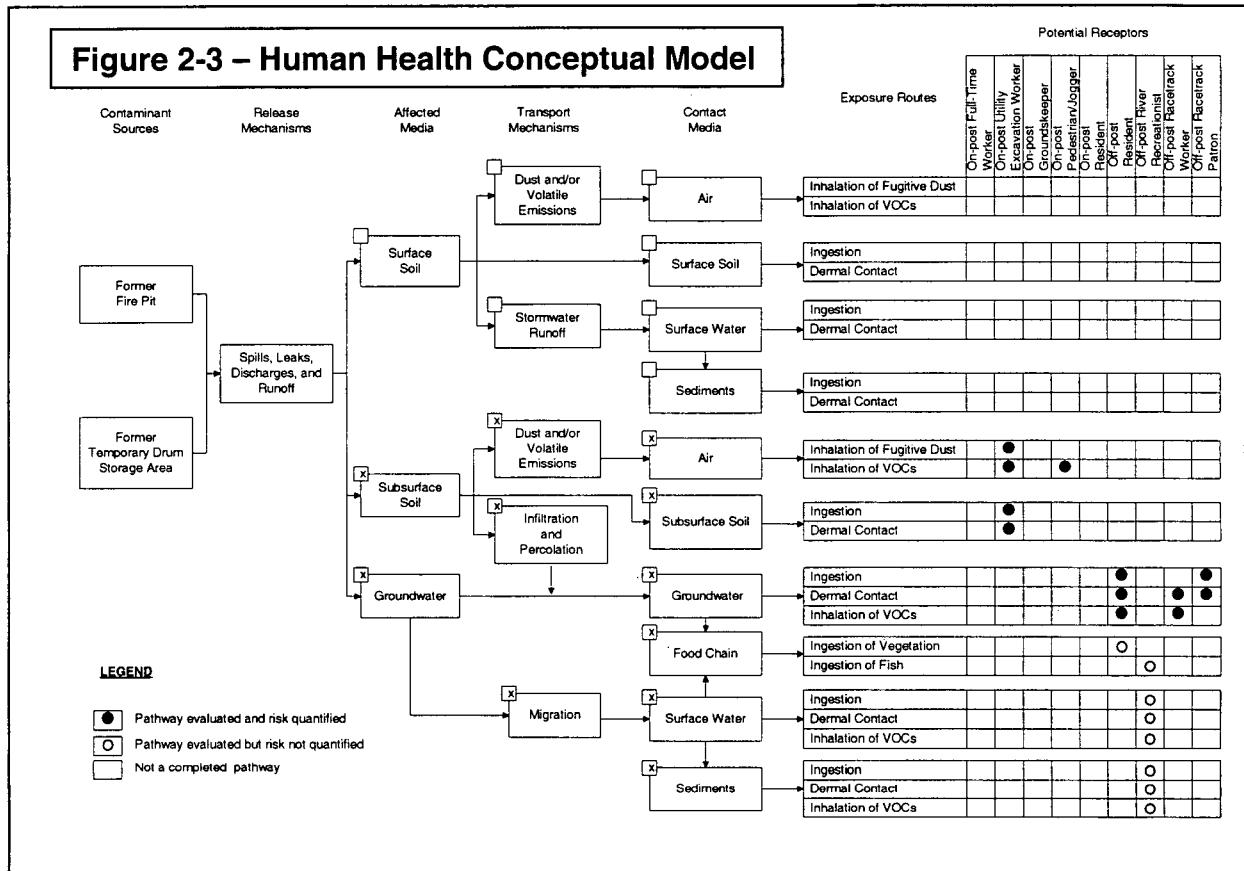 Figure 2-3 – Human Health Conceptual Model
Potential Receptors
Contaminant
Sources
Release
Mechanisms
Affected
Media
Transport
Mechanisms
Contact
Media
Exposure Routes
On-post Full-Time
Worker
On-post Utility
Excavation Worker
On-post
Groundskeeper
On-post
Pedestrian/Jogger
On-post
Resident
Off-post
Resident
Off-post River
Recreationist
Off-post Racetrack
Worker
Off-post Racetrack
Patron
Dust and/or
Volatile
Emissions
Air
Inhalation of Fugitive Dust
Inhalation of VOCs
Surface
Soil
Surface Soil
Ingestion
Dermal Contact
Former
Fire Pit
Stormwater
Runoff
Surface Water
Ingestion
Dermal Contact
Spills, Leaks,
Discharges, and
Runoff
Sediments
Ingestion
Dermal Contact
Former
Temporary Drum
Storage Area
x
Dust and/or
Volatile
Emissions
x
Air
Inhalation of Fugitive Dust
Inhalation of VOCs
x
Subsurface
Soil
x
Infiltration
and
Percolation
x
Subsurface Soil
Ingestion
Dermal Contact
x
Groundwater
x
Groundwater
Ingestion
Dermal Contact
Inhalation of VOCs
x
Food Chain
Ingestion of Vegetation
Ingestion of Fish
x
Migration
x
Surface Water
Ingestion
Dermal Contact
Inhalation of VOCs
x
Sediments
Ingestion
Dermal Contact
Inhalation of VOCs
LEGEND
Pathway evaluated and risk quantified
Pathway evaluated but risk not quantified
Not a completed pathway